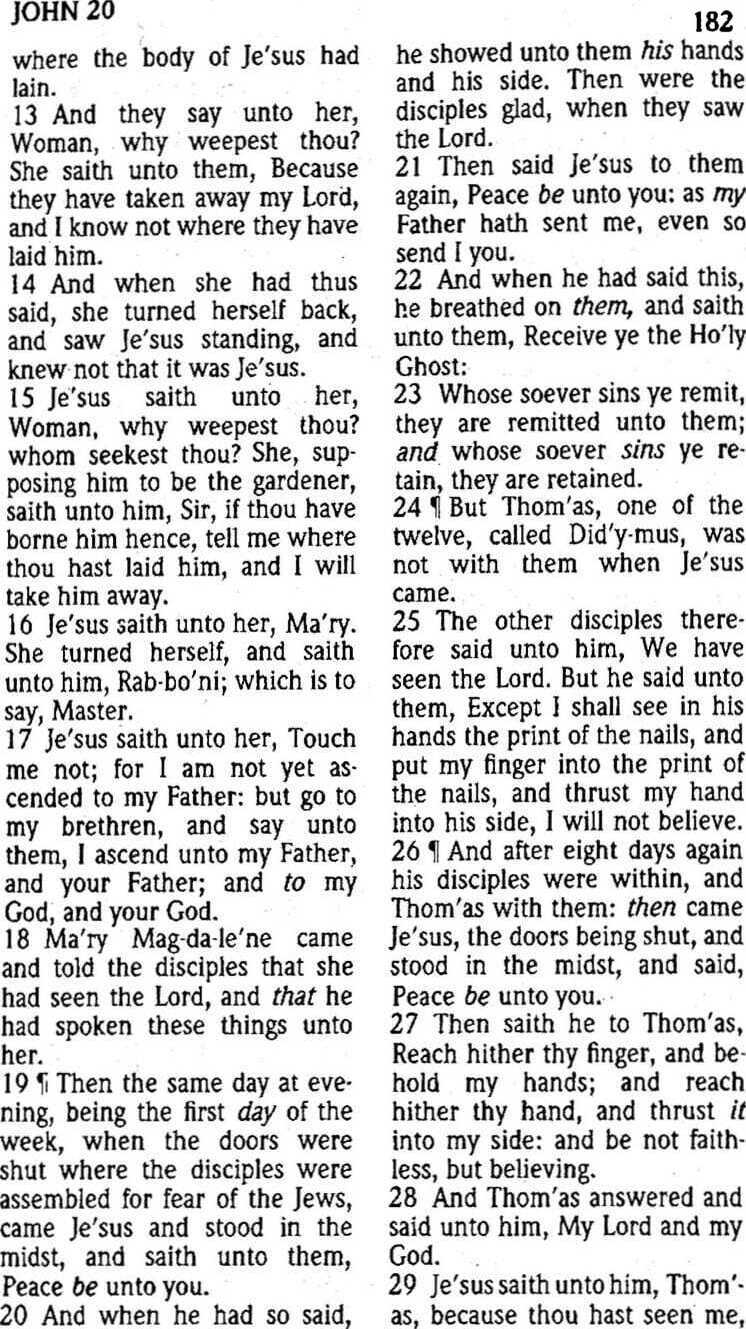 JOHN 20
182
where the body of Je'sus had
lain.
13 And they say unto her,
Woman, why weepest thou?
She saith unto them, Because
they have taken away my Lord,
and I know not where they have
laid him.
14 And when she had thus
said, she turned herself back,
and saw Je'sus standing, and
knew not that it was Je'sus.
15 Je'sus saith unto her,
Woman, why weepest thou?
whom seekest thou? She, sup-
posing him to be the gardener,
saith unto him, Sir, if thou have
borne him hence, tell me where
thou hast laid him, and I will
take him away.
16 Je'sus saith unto her, Ma'ry.
She turned herself, and saith
unto him, Rab-bo'ni; which is to
say, Master.
17 Je'sus saith unto her, Touch
me not; for I am not yet as-
cended to my Father: but go to
my brethren, and say unto
them, I ascend unto my Father,
and your Father; and to my
God, and your God.
18 Ma'ry Mag-da-le'ne came
and told the disciples that she
had seen the Lord, and that he
had spoken these things unto
her.
19 ¶ Then the same day at eve-
ning, being the first day of the
week, when the doors were
shut where the disciples were
assembled for fear of the Jews,
came Je'sus and stood in the
midst, and saith unto them,
Peace be unto you.
20 And when he had so said,
he showed unto them his hands
and his side. Then were the
disciples glad, when they saw
the Lord.
21 Then said Je'sus to them
again, Peace be unto you: as my
Father hath sent me, even so
send I you.
22 And when he had said this,
he breathed on them, and saith
unto them, Receive ye the Ho'ly
Ghost:
23 Whose soever sins ye remit,
they are remitted unto them;
and whose soever sins ye re-
tain, they are retained.
24 ¶ But Thom'as, one of the
twelve, called Did'y-mus, was
not with them when Je'sus
came.
25 The other disciples there-
fore said unto him, We have
seen the Lord. But he said unto
them, Except I shall see in his
hands the print of the nails, and
put my finger into the print of
the nails, and thrust my hand
into his side, I will not believe.
26 ¶ And after eight days again
his disciples were within, and
Thom'as with them: then came
Je'sus, the doors being shut, and
stood in the midst, and said,
Peace be unto you.
27 Then saith he to Thom'as,
Reach hither thy finger, and be-
hold my hands; and reach
hither thy hand, and thrust it
into my side: and be not faith-
less, but believing.
28 And Thom'as answered and
said unto him, My Lord and my
God.
29 Je'sus saith unto him, Thom'-
as, because thou hast seen me,